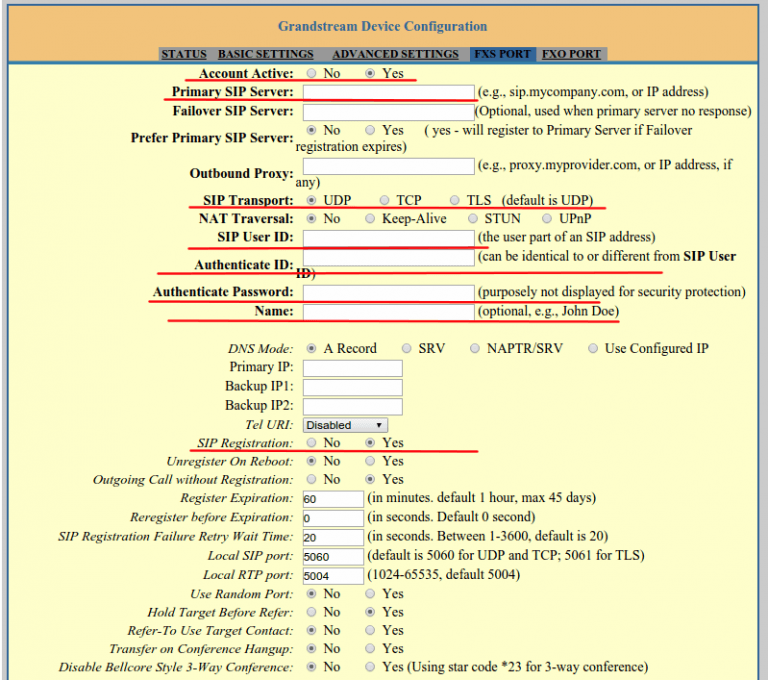 Grandstream Device Configuration
STATUS BASIC SETTINGS ADVANCED SETTINGS FXS PORT FXO PORT
Account Active: No Yes
Primary SIP Server: (e.g., sip.mycompany.com, or IP address)
Failover SIP Server: (Optional, used when primary server no response)
Prefer Primary SIP Server: No Yes ( yes - will register to Primary Server if Failover
registration expires)
Outbound Proxy: (e.g., proxy.myprovider.com, or IP address, if
any)
SIP Transport: UDP TCP TLS (default is UDP)
NAT Traversal: No Keep-Alive STUN UPnP
SIP User ID: (the user part of an SIP address)
Authenticate ID: (can be identical to or different from SIP User
ID)
Authenticate Password: (purposely not displayed for security protection)
Name: (optional, e.g., John Doe)
DNS Mode: A Record SRV NAPTR/SRV Use Configured IP
Primary IP:
Backup IP1:
Backup IP2:
Tel URI: Disabled
SIP Registration: No Yes
Unregister On Reboot: No Yes
Outgoing Call without Registration: No Yes
Register Expiration: 60 (in minutes. default 1 hour, max 45 days)
Reregister before Expiration: 0 (in seconds. Default 0 second)
SIP Registration Failure Retry Wait Time: 20 (in seconds. Between 1-3600, default is 20)
Local SIP port: 5060 (default is 5060 for UDP and TCP; 5061 for TLS)
Local RTP port: 5004 (1024-65535, default 5004)
Use Random Port: No Yes
Hold Target Before Refer: No Yes
Refer-To Use Target Contact: No Yes
Transfer on Conference Hangup: No Yes
Disable Bellcore Style 3-Way Conference: No Yes (Using star code *23 for 3-way conference)